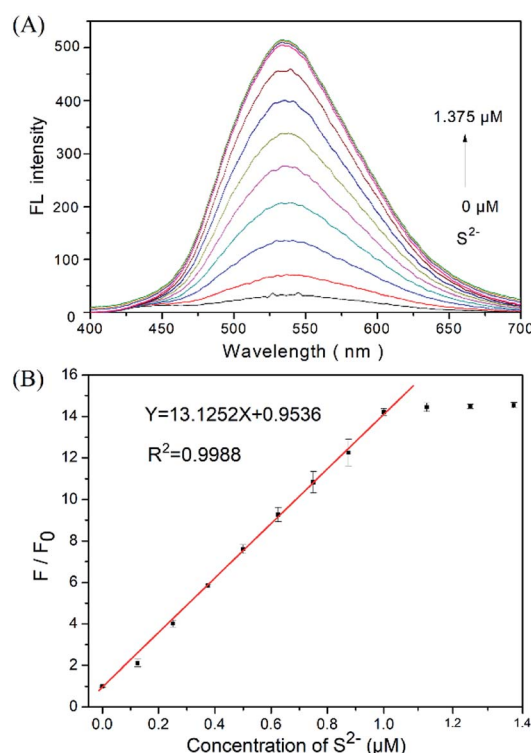 (A)
500
400
300
200
100
0
FL intensity
1.375 µM
0 µM
S²⁻
400 450 500 550 600 650 700
Wavelength ( nm )
(B)
16
14
12
10
8
6
4
2
0
F / F₀
Y=13.1252X+0.9536
R²=0.9988
0.0 0.2 0.4 0.6 0.8 1.0 1.2 1.4
Concentration of S²⁻ (µM)